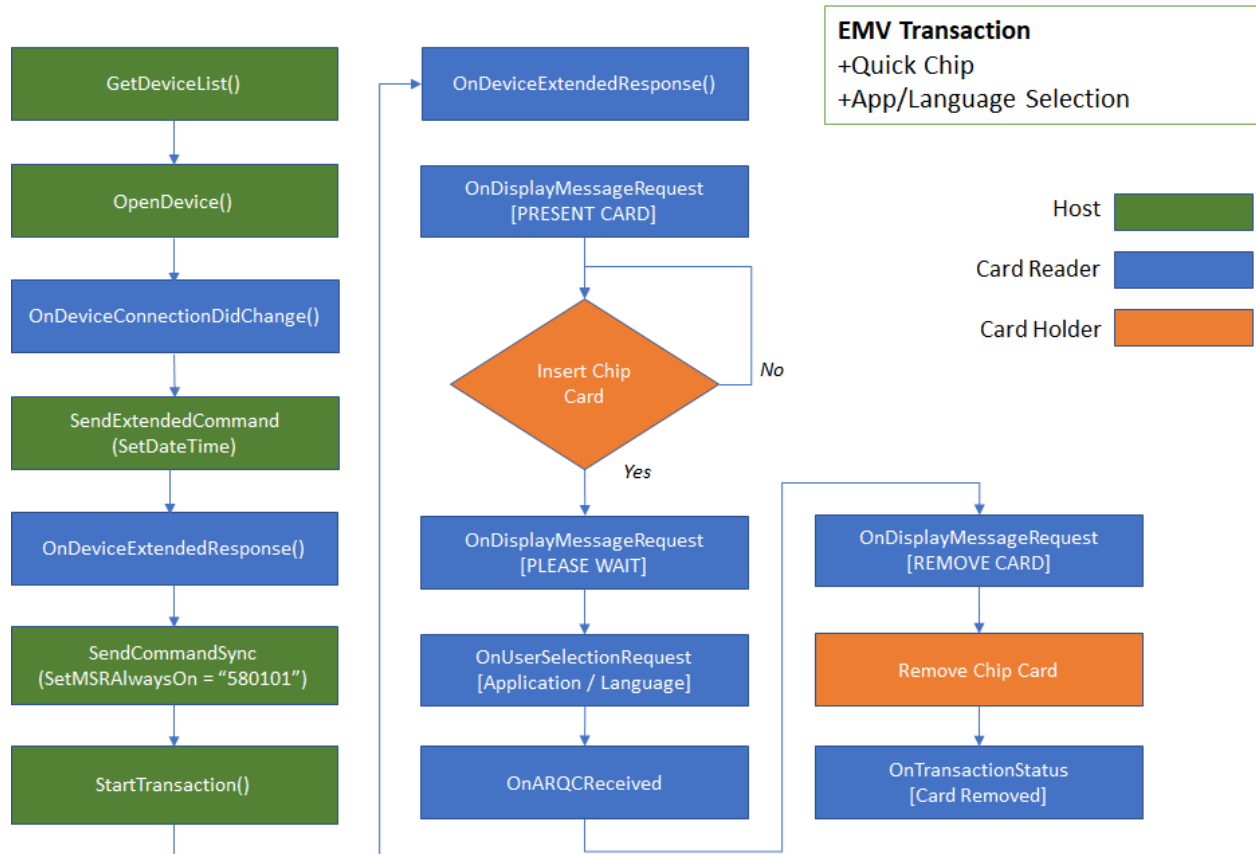 GetDeviceList()
OpenDevice()
OnDeviceConnectionDidChange()
SendExtendedCommand
(SetDateTime)
OnDeviceExtendedResponse()
SendCommandSync
(SetMSRAlwaysOn = “580101”)
StartTransaction()
OnDeviceExtendedResponse()
OnDisplayMessageRequest
[PRESENT CARD]
Insert Chip
Card
No
Yes
OnDisplayMessageRequest
[PLEASE WAIT]
OnUserSelectionRequest
[Application / Language]
OnARQCReceived
OnDisplayMessageRequest
[REMOVE CARD]
Remove Chip Card
OnTransactionStatus
[Card Removed]
EMV Transaction
+Quick Chip
+App/Language Selection
Host
Card Reader
Card Holder